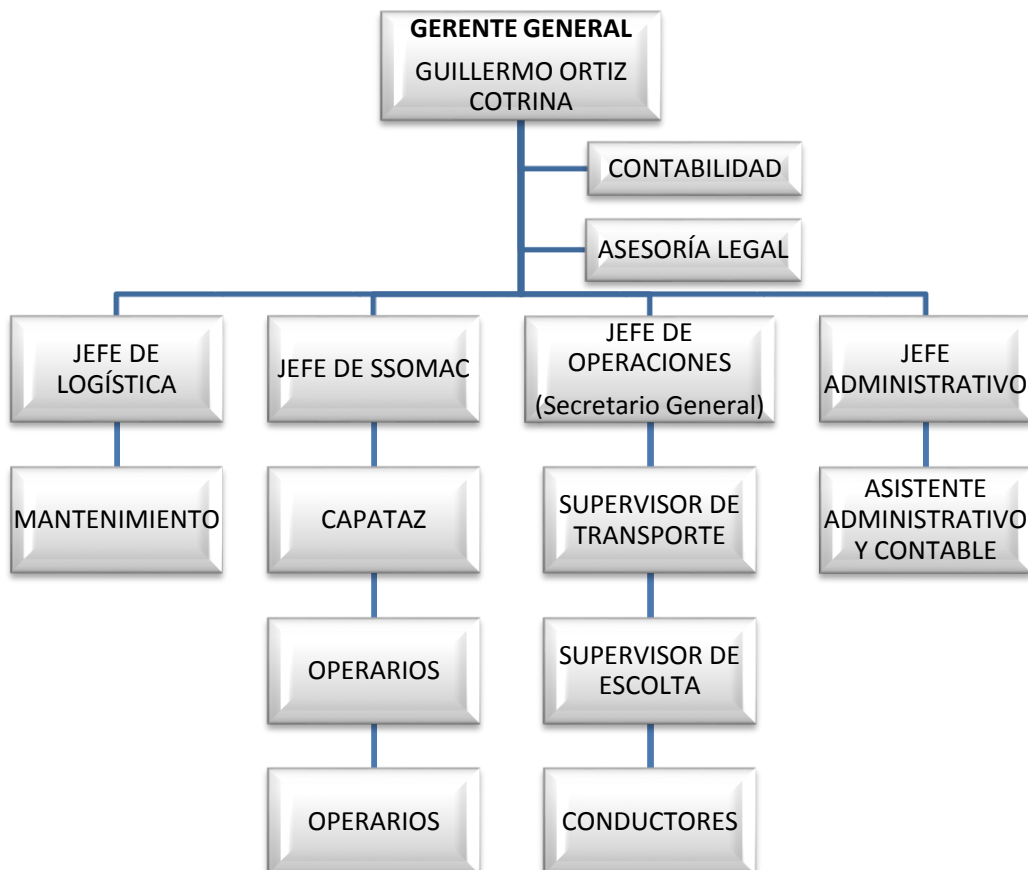 GERENTE GENERAL
GUILLERMO ORTIZ
COTRINA
CONTABILIDAD
ASESORÍA LEGAL
JEFE DE
LOGÍSTICA
JEFE DE SSOMAC
JEFE DE
OPERACIONES
(Secretario General)
JEFE
ADMINISTRATIVO
MANTENIMIENTO
CAPATAZ
SUPERVISOR DE
TRANSPORTE
ASISTENTE
ADMINISTRATIVO
Y CONTABLE
OPERARIOS
SUPERVISOR DE
ESCOLTA
OPERARIOS
CONDUCTORES